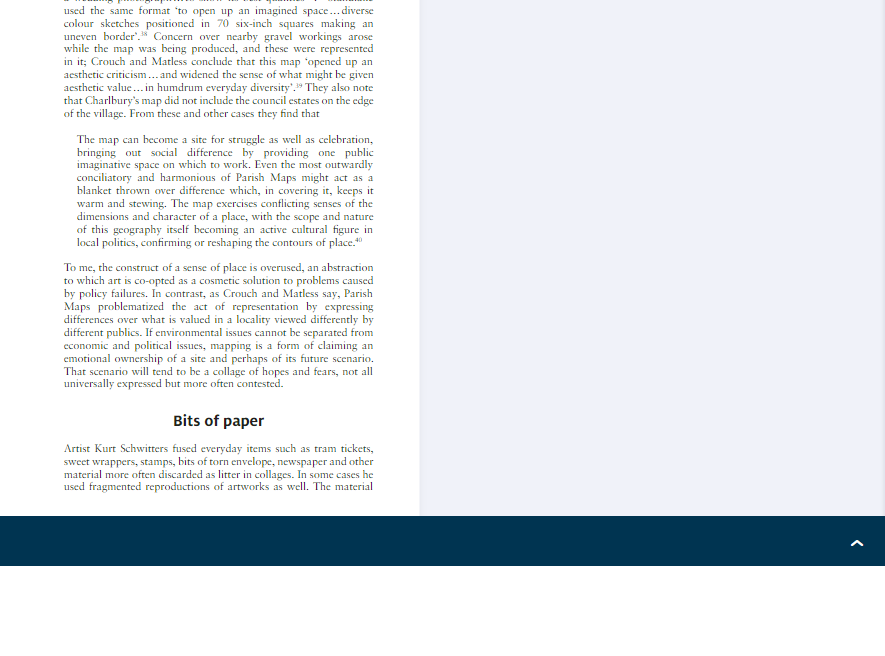 used the same format ‘to open up an imagined space…diverse
colour sketches positioned in 70 six-inch squares making an
uneven border’.38 Concern over nearby gravel workings arose
while the map was being produced, and these were represented
in it; Crouch and Matless conclude that this map ‘opened up an
aesthetic criticism…and widened the sense of what might be given
aesthetic value…in humdrum everyday diversity’.39 They also note
that Charlbury’s map did not include the council estates on the edge
of the village. From these and other cases they find that
The map can become a site for struggle as well as celebration,
bringing out social difference by providing one public
imaginative space on which to work. Even the most outwardly
conciliatory and harmonious of Parish Maps might act as a
blanket thrown over difference which, in covering it, keeps it
warm and stewing. The map exercises conflicting senses of the
dimensions and character of a place, with the scope and nature
of this geography itself becoming an active cultural figure in
local politics, confirming or reshaping the contours of place.40
To me, the construct of a sense of place is overused, an abstraction
to which art is co-opted as a cosmetic solution to problems caused
by policy failures. In contrast, as Crouch and Matless say, Parish
Maps problematized the act of representation by expressing
differences over what is valued in a locality viewed differently by
different publics. If environmental issues cannot be separated from
economic and political issues, mapping is a form of claiming an
emotional ownership of a site and perhaps of its future scenario.
That scenario will tend to be a collage of hopes and fears, not all
universally expressed but more often contested.
Bits of paper
Artist Kurt Schwitters fused everyday items such as tram tickets,
sweet wrappers, stamps, bits of torn envelope, newspaper and other
material more often discarded as litter in collages. In some cases he
used fragmented reproductions of artworks as well. The material